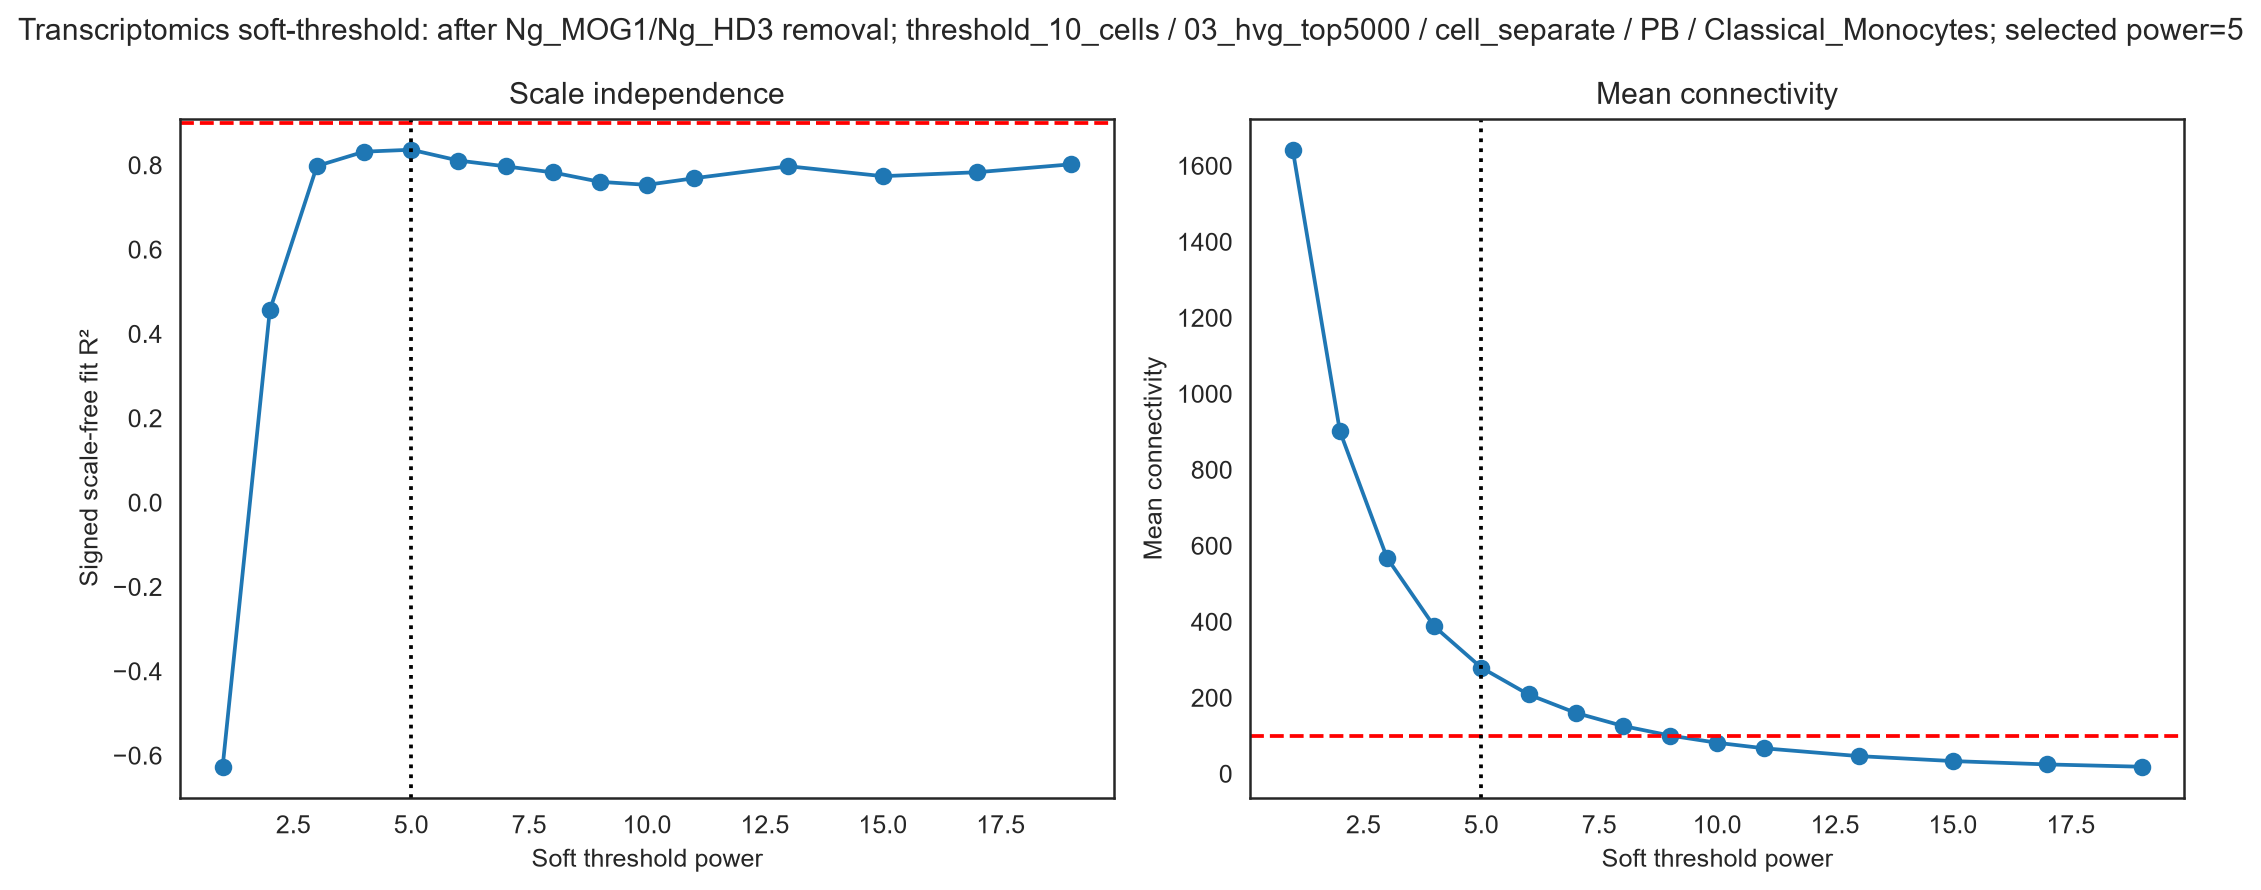 Transcriptomics soft-threshold: after Ng_MOG1/Ng_HD3 removal; threshold_10_cells / 03_hvg_top5000 / cell_separate / PB / Classical_Monocytes; selected power=5
Scale independence
Signed scale-free fit R²
0.8
0.6
0.4
0.2
0.0
−0.2
−0.4
−0.6
2.5 5.0 7.5 10.0 12.5 15.0 17.5
Soft threshold power
Mean connectivity
Mean connectivity
1600
1400
1200
1000
800
600
400
200
0
2.5 5.0 7.5 10.0 12.5 15.0 17.5
Soft threshold power